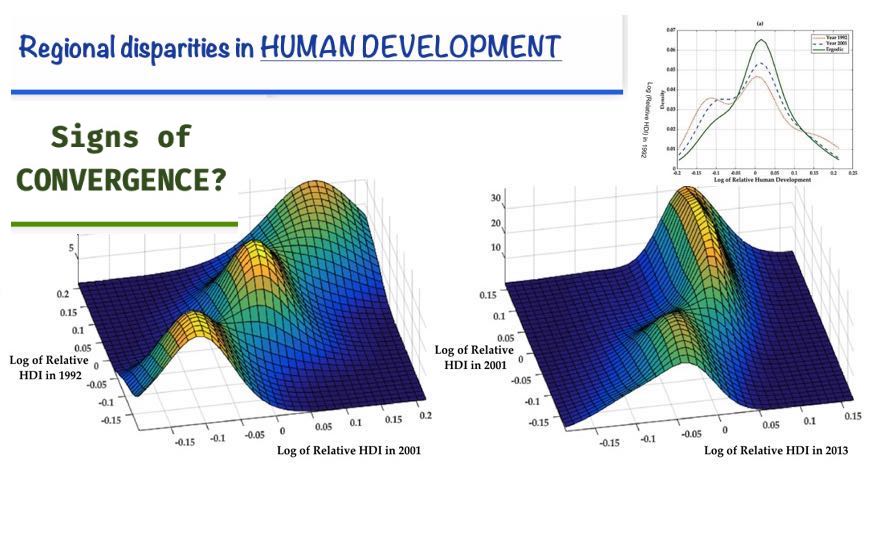 Regional disparities in HUMAN DEVELOPMENT
Signs of
CONVERGENCE?
(a)
Year 1992
Year 2001
Ergodic
0.07
0.06
0.05
0.04
0.03
0.02
0.01
0
Density
Log (Relative HDI) in 1992
-0.2 -0.15 -0.1 -0.05 0 0.05 0.1 0.15 0.2 0.25
Log of Relative Human Development
5
0.2
0.15
0.1
0.05
0
-0.05
-0.1
-0.15
Log of Relative
HDI in 1992
-0.15 -0.1 -0.05 0 0.05 0.1 0.15 0.2
Log of Relative HDI in 2001
30
20
10
0.15
0.1
0.05
0
-0.05
-0.1
-0.15
Log of Relative
HDI in 2001
-0.15 -0.1 -0.05 0 0.05 0.1 0.15
Log of Relative HDI in 2013